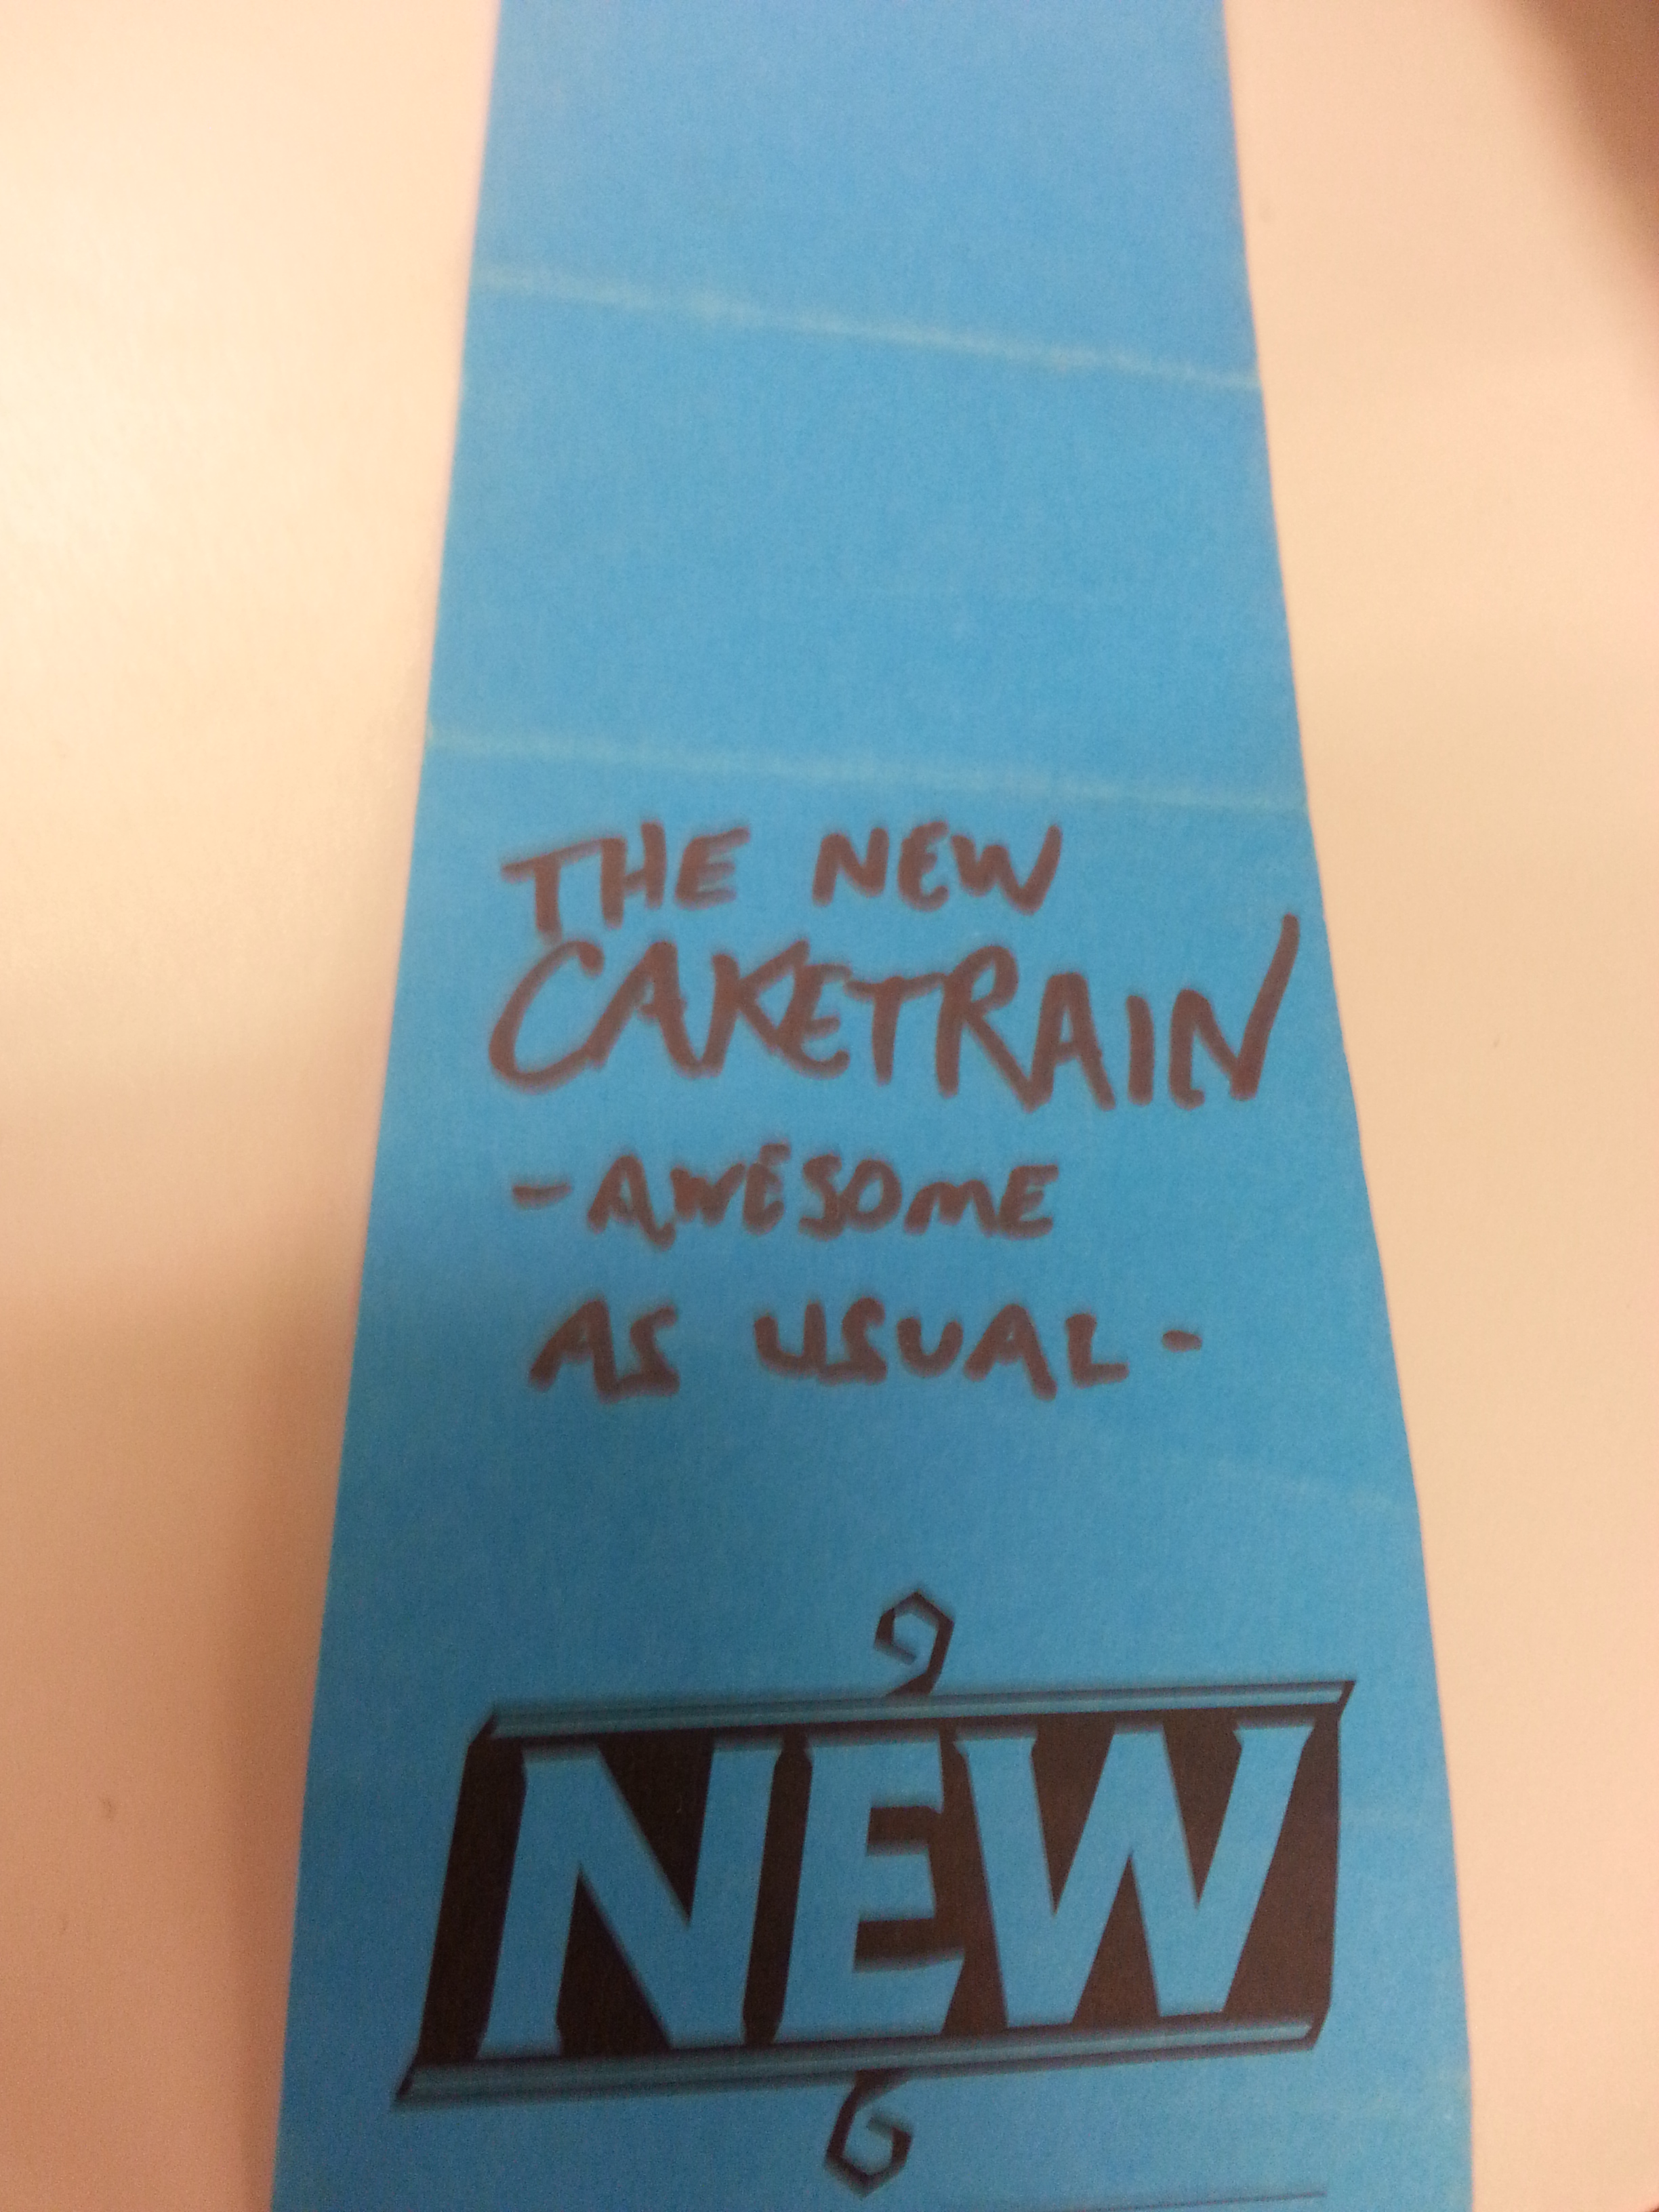 THE NEW
CAKETRAIN
-AWESOME
AS USUAL-
NEW